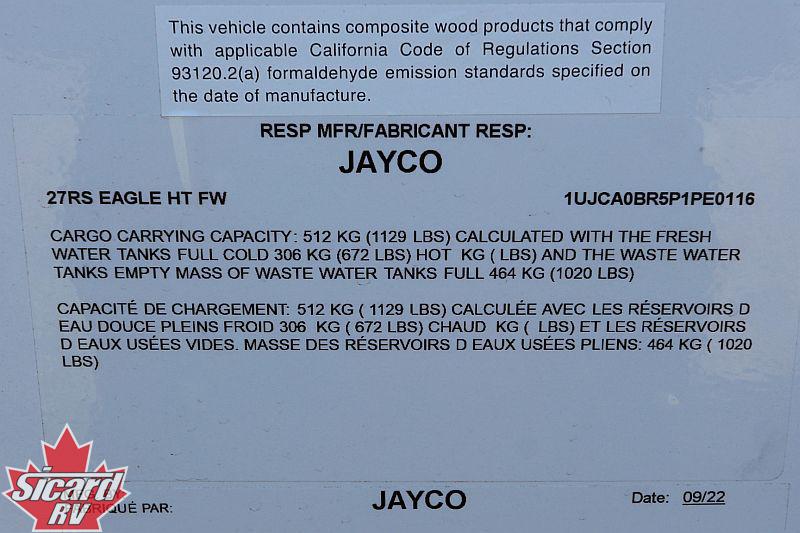 This vehicle contains composite wood products that comply
with applicable California Code of Regulations Section
93120.2(a) formaldehyde emission standards specified on
the date of manufacture.
RESP MFR/FABRICANT RESP:
JAYCO
27RS EAGLE HT FW 1UJCA0BR5P1PE0116
CARGO CARRYING CAPACITY: 512 KG (1129 LBS) CALCULATED WITH THE FRESH
WATER TANKS FULL COLD 306 KG (672 LBS) HOT  KG ( LBS) AND THE WASTE WATER
TANKS EMPTY MASS OF WASTE WATER TANKS FULL 464 KG (1020 LBS)
CAPACITÉ DE CHARGEMENT: 512 KG ( 1129 LBS) CALCULÉE AVEC LES RÉSERVOIRS D
EAU DOUCE PLEINS FROID 306  KG ( 672 LBS) CHAUD  KG (  LBS) ET LES RÉSERVOIRS
D EAUX USÉES VIDES. MASSE DES RÉSERVOIRS D EAUX USÉES PLIENS: 464 KG ( 1020
LBS)
JAYCO Date: 09/22
PAR:
Sicard
RV